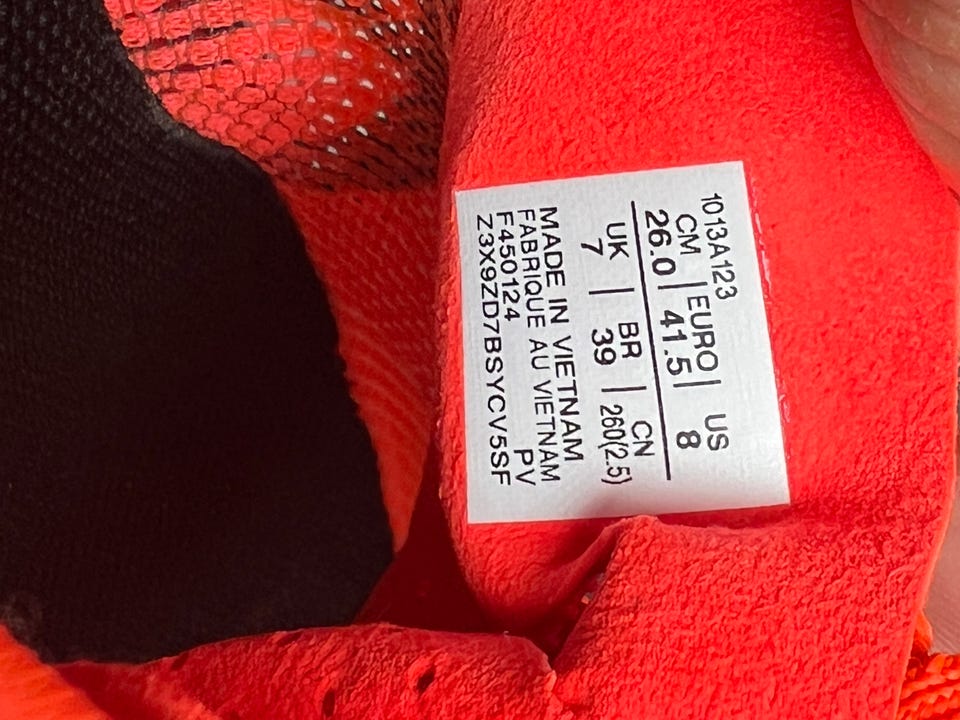 1013A123
CM | EURO | US
26.0 | 41.5 | 8
UK | BR | CN
7 | 39 | 260(2.5)
MADE IN VIETNAM
FABRIQUE AU VIETNAM
F450124 PV
Z3X9ZD7BSYCV5SF